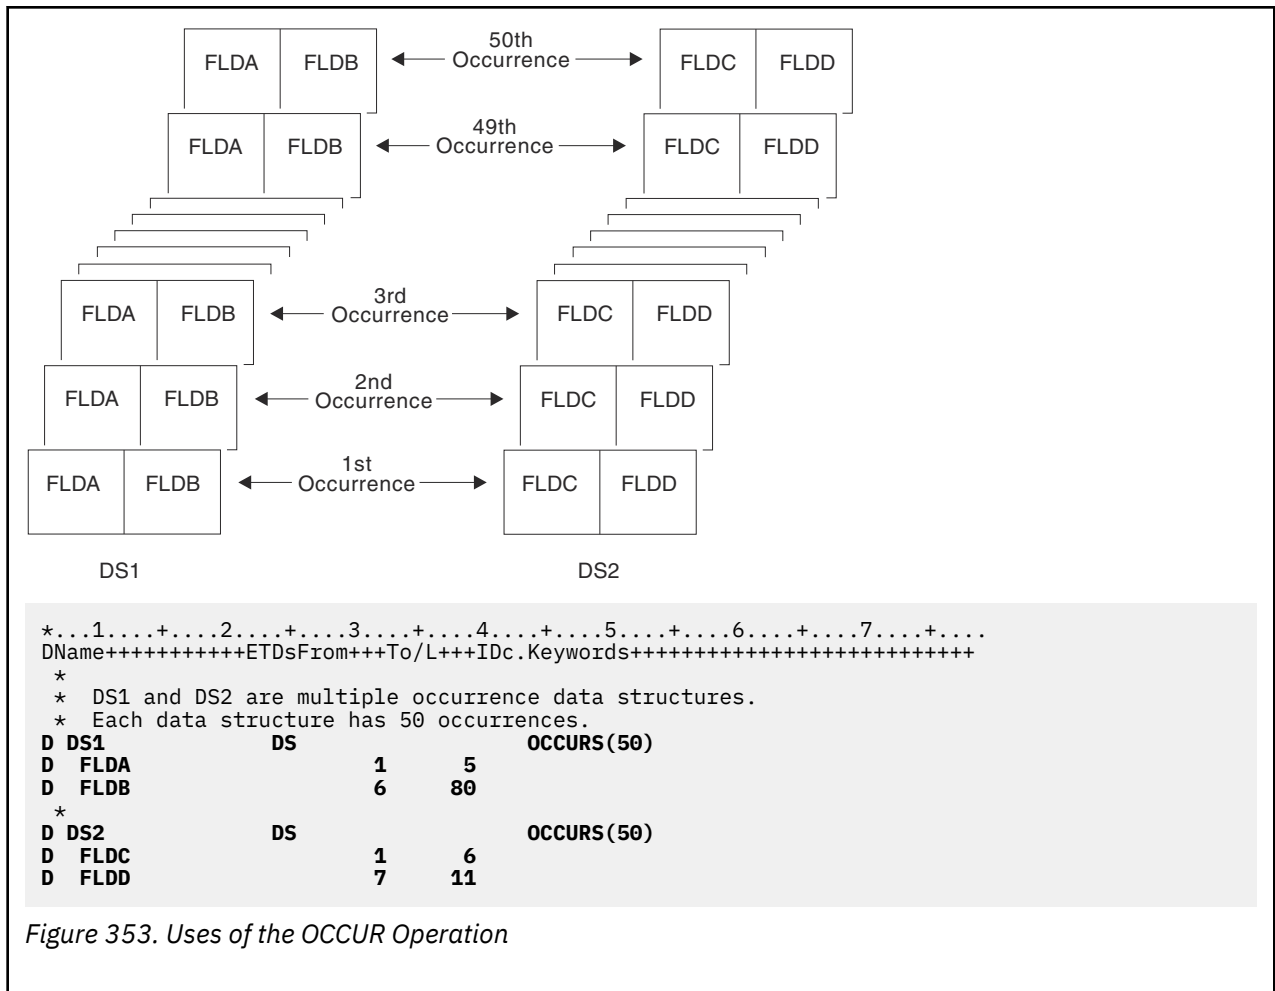 FLDA FLDB 50th Occurrence FLDC FLDD
FLDA FLDB 49th Occurrence FLDC FLDD
FLDA FLDB 3rd Occurrence FLDC FLDD
FLDA FLDB 2nd Occurrence FLDC FLDD
FLDA FLDB 1st Occurrence FLDC FLDD
DS1 DS2
*...1....+....2....+....3....+....4....+....5....+....6....+....7....+....
DName+++++++++++ETDsFrom+++To/L+++IDc.Keywords+++++++++++++++++++++++++++
 *
 *  DS1 and DS2 are multiple occurrence data structures.
 *  Each data structure has 50 occurrences.
D DS1             DS                  OCCURS(50)
D  FLDA                   1      5
D  FLDB                   6     80
 *
D DS2             DS                  OCCURS(50)
D  FLDC                   1      6
D  FLDD                   7     11
Figure 353. Uses of the OCCUR Operation